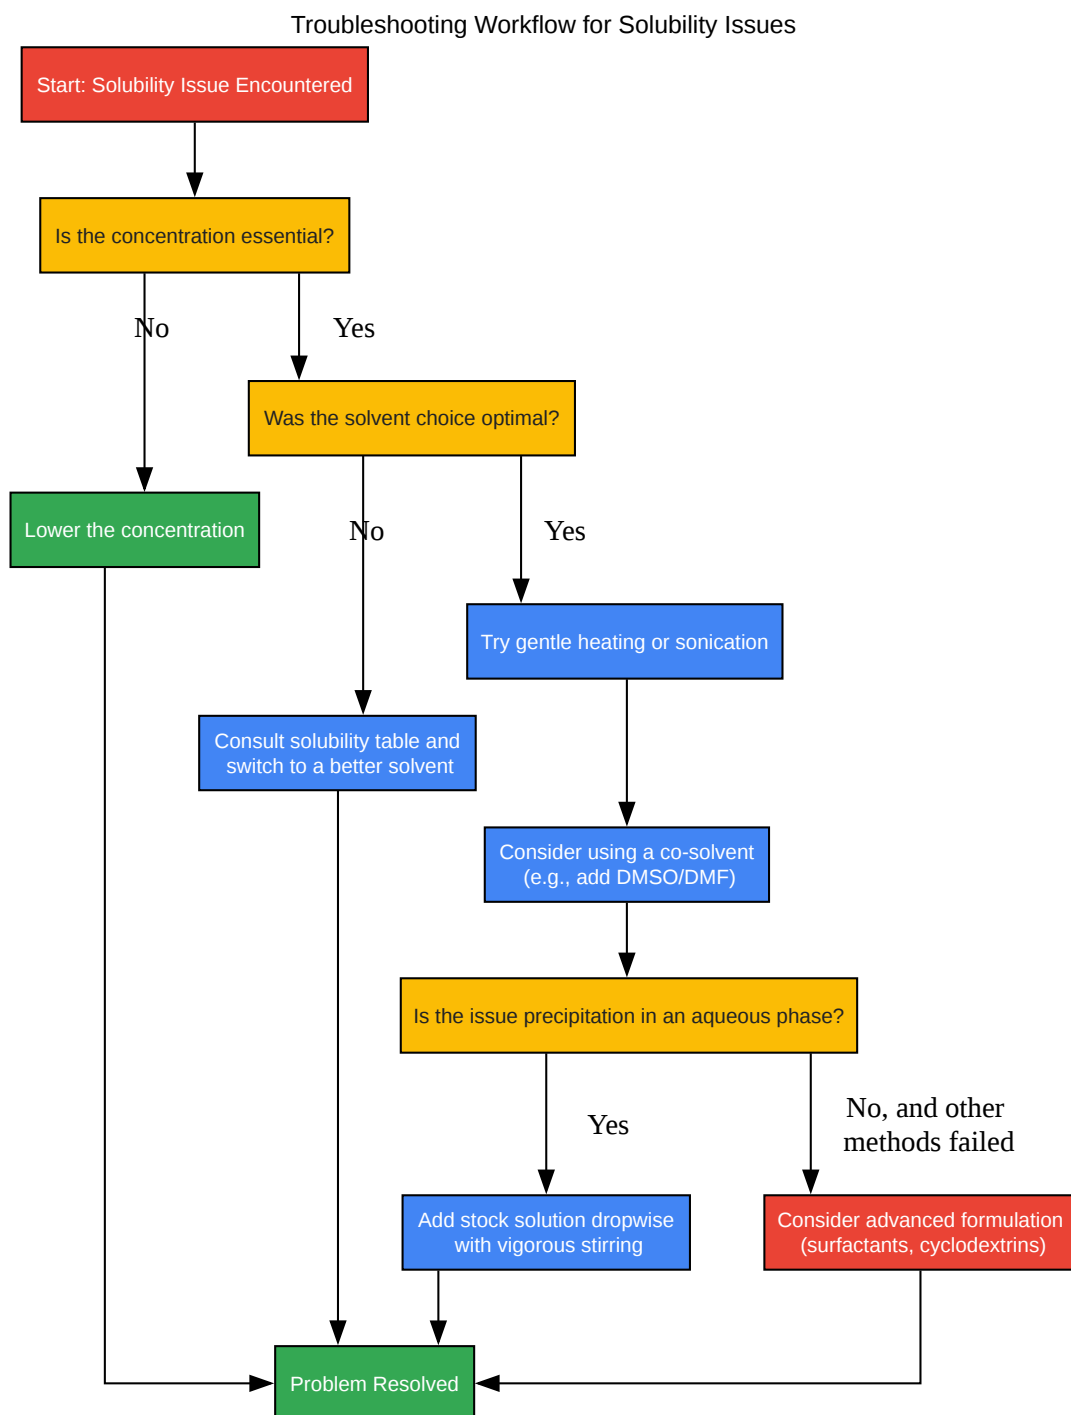 Troubleshooting Workflow for Solubility Issues
Start: Solubility Issue Encountered
Is the concentration essential?
No
Yes
Was the solvent choice optimal?
Lower the concentration
No
Yes
Try gentle heating or sonication
Consult solubility table and
switch to a better solvent
Consider using a co-solvent
(e.g., add DMSO/DMF)
Is the issue precipitation in an aqueous phase?
Yes
No, and other
methods failed
Add stock solution dropwise
with vigorous stirring
Consider advanced formulation
(surfactants, cyclodextrins)
Problem Resolved